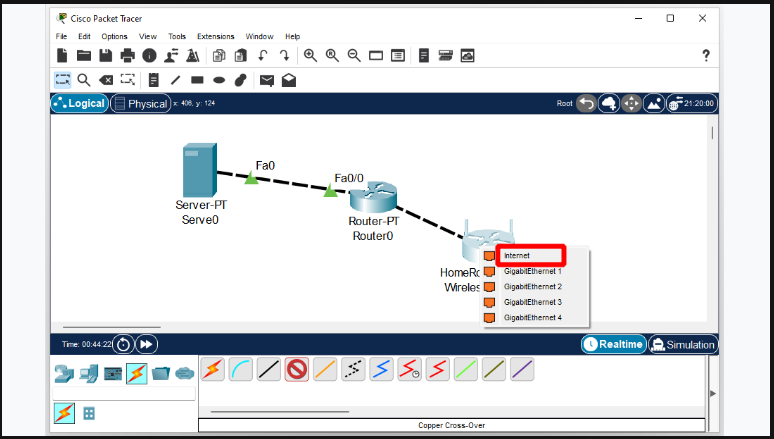 Cisco Packet Tracer
File Edit Options View Tools Extensions Window Help
Logical Physical x: 406, y: 124 Root 21:20:00
Fa0
Fa0/0
Server-PT
Serve0
Router-PT
Router0
HomeRo
Wireles
Internet
GigabitEthernet 1
GigabitEthernet 2
GigabitEthernet 3
GigabitEthernet 4
Time: 00:44:22 Realtime Simulation
Copper Cross-Over